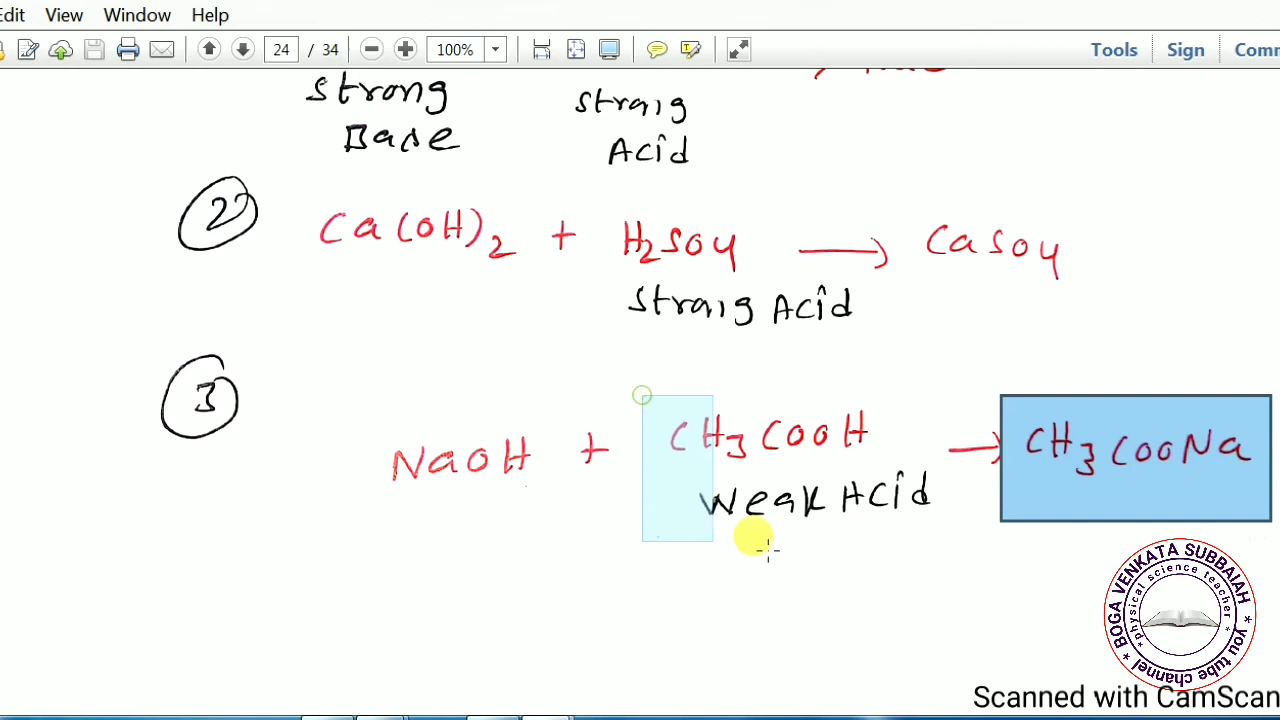 Edit View Window Help
24 / 34 100% Tools Sign Comm
Strong Straig
Base Acid
2 Ca(OH)2 + H2SO4 → CaSO4
Straig Acid
3
NaOH + CH3COOH → CH3COONa
Weak Acid
* BOGA VENKATA SUBBAIAH * you tube channel
* physical science teacher *
Scanned with CamScan